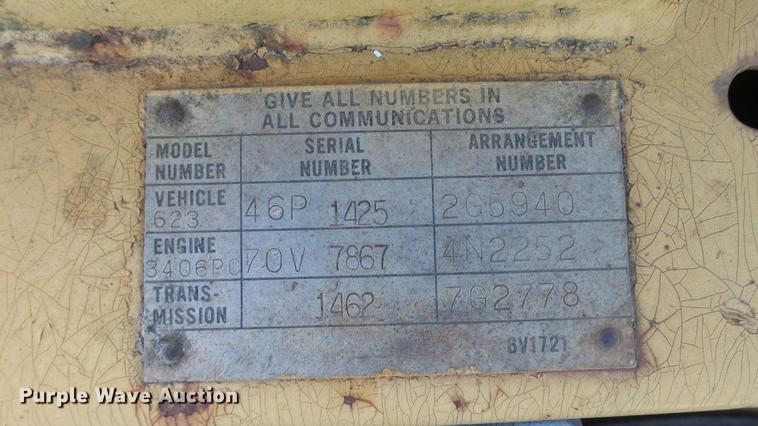 GIVE ALL NUMBERS IN
ALL COMMUNICATIONS
MODEL NUMBER SERIAL NUMBER ARRANGEMENT NUMBER
VEHICLE 623 46P 1425 2G5940
ENGINE 3406PC 70V 7867 4N2252
TRANS-MISSION 1462 7G2778
6V1721
Purple Wave Auction